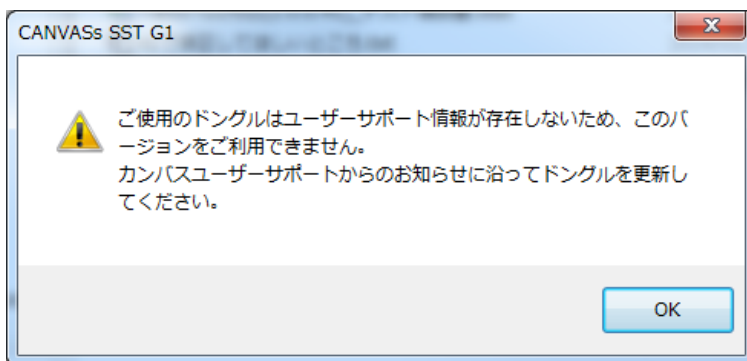 CANVASs SST G1
ご使用のドングルはユーザーサポート情報が存在しないため、このバ
ージョンをご利用できません。
カンバスユーザーサポートからのお知らせに沿ってドングルを更新し
てください。
OK